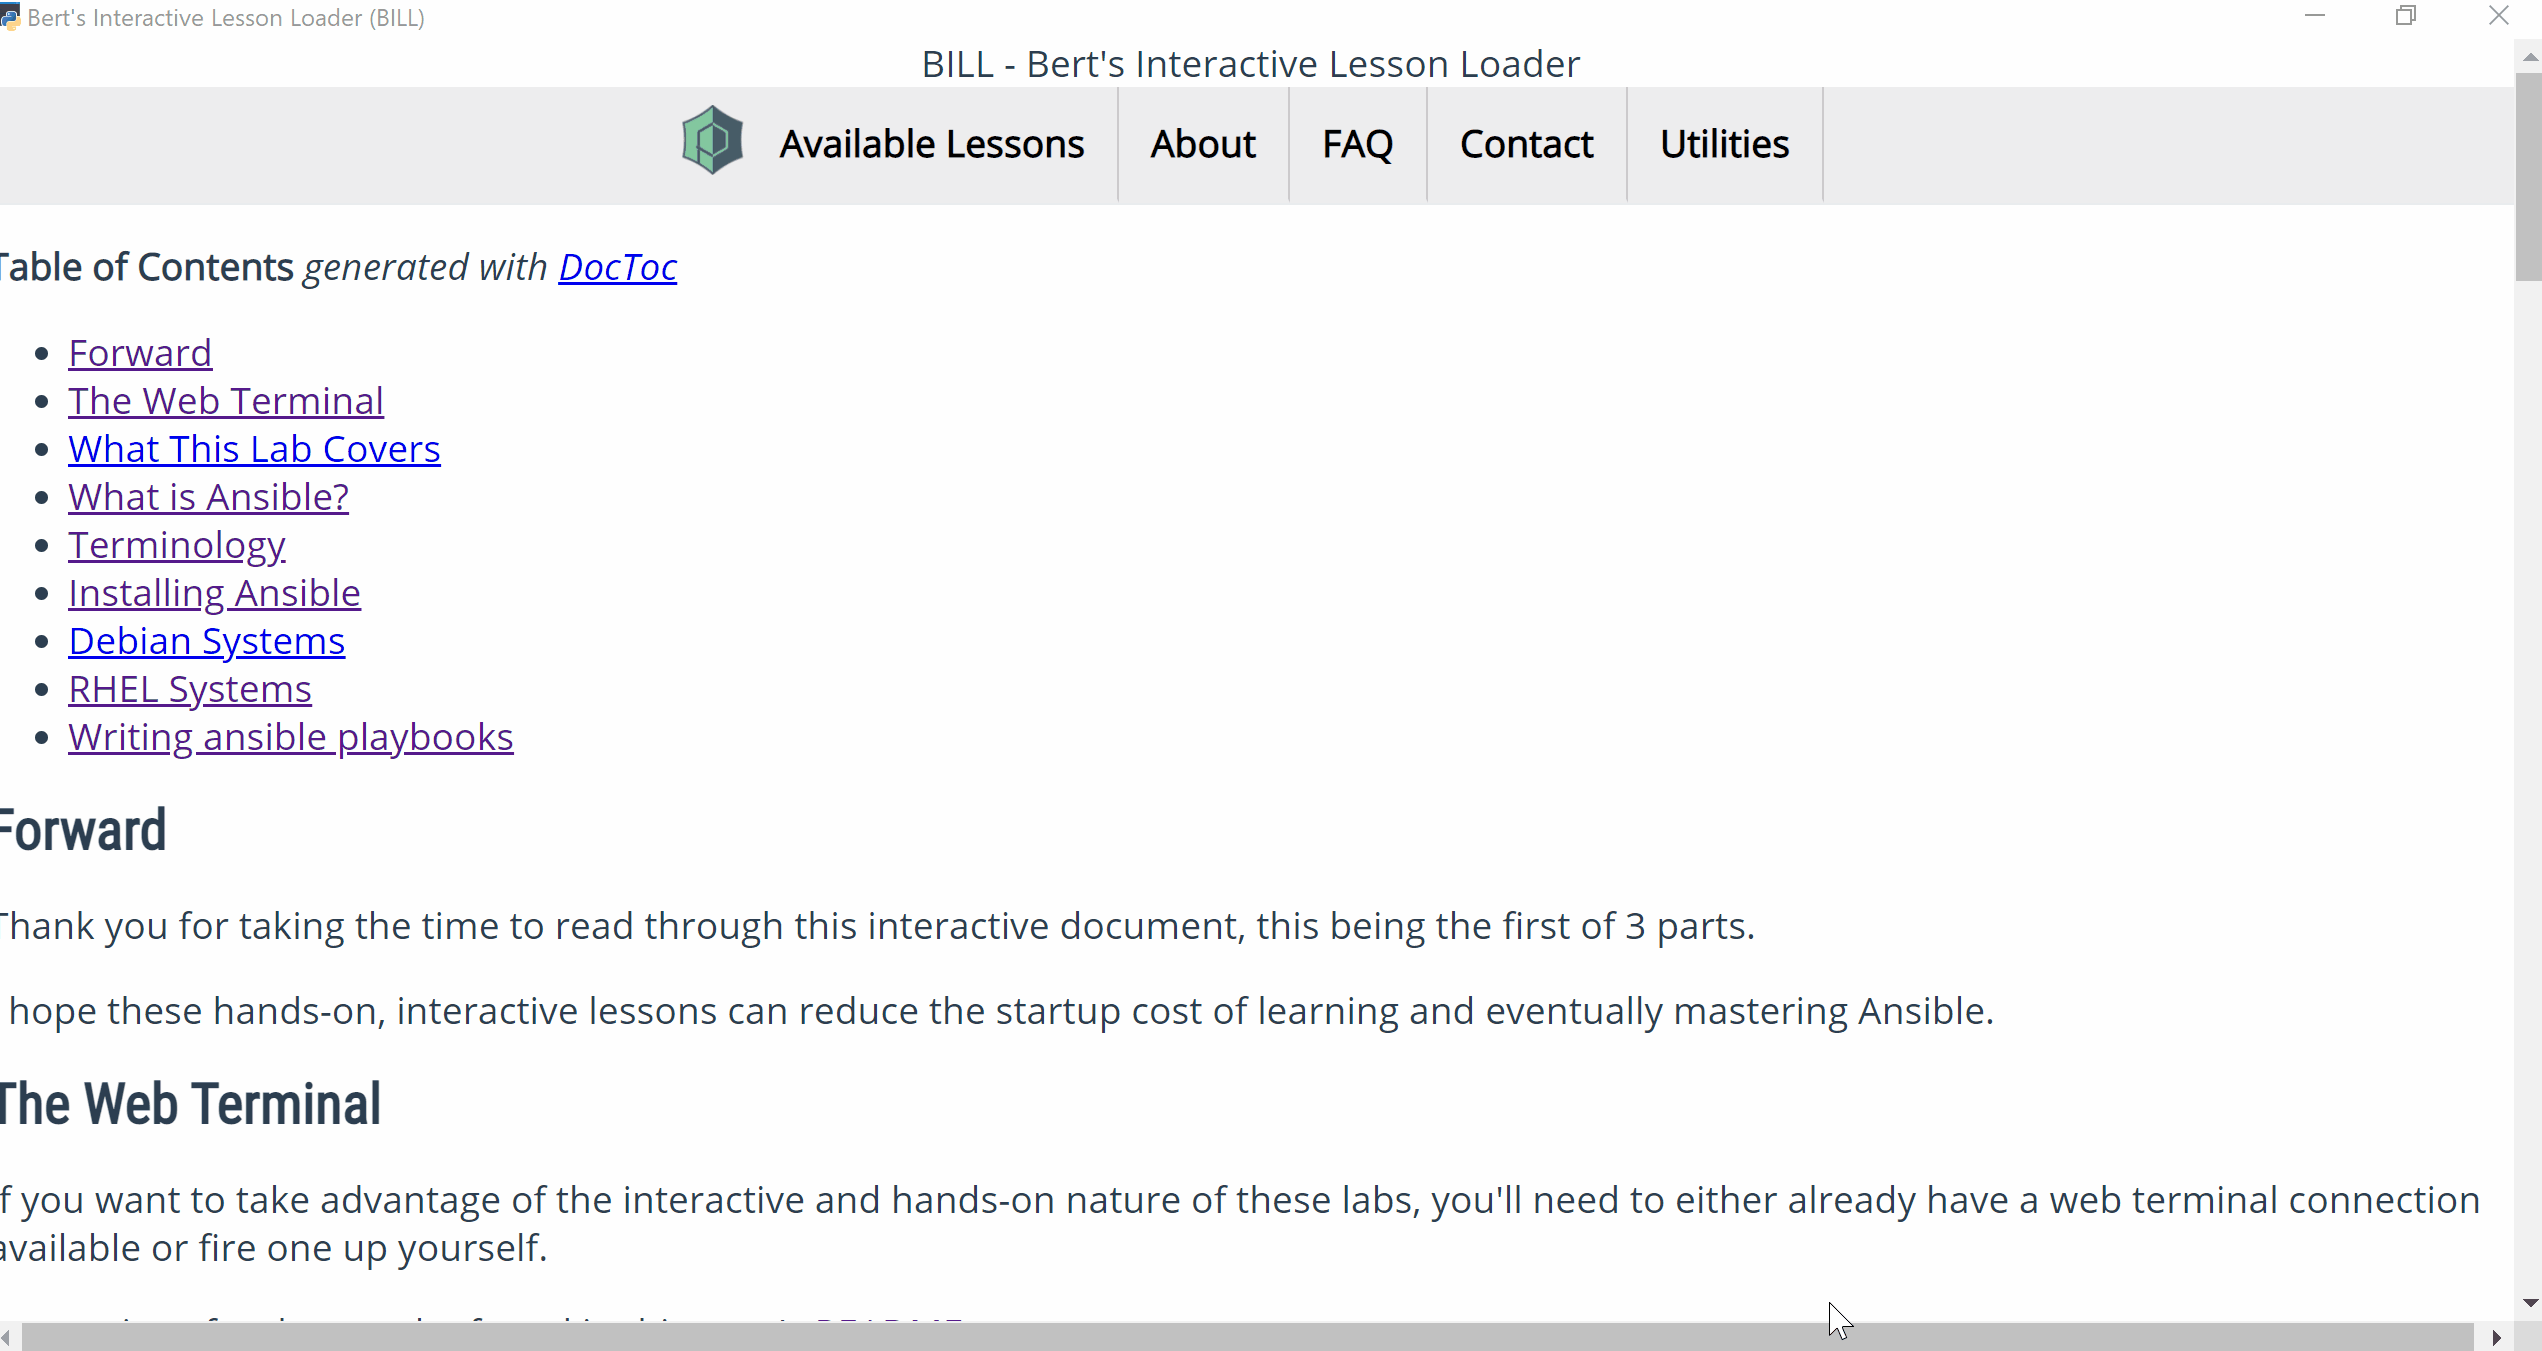 Bert's Interactive Lesson Loader (BILL)
BILL - Bert's Interactive Lesson Loader
Available Lessons About FAQ Contact Utilities
Table of Contents generated with DocToc
Forward
The Web Terminal
What This Lab Covers
What is Ansible?
Terminology
Installing Ansible
Debian Systems
RHEL Systems
Writing ansible playbooks
Forward
Thank you for taking the time to read through this interactive document, this being the first of 3 parts.
hope these hands-on, interactive lessons can reduce the startup cost of learning and eventually mastering Ansible.
The Web Terminal
If you want to take advantage of the interactive and hands-on nature of these labs, you'll need to either already have a web terminal connection
available or fire one up yourself.